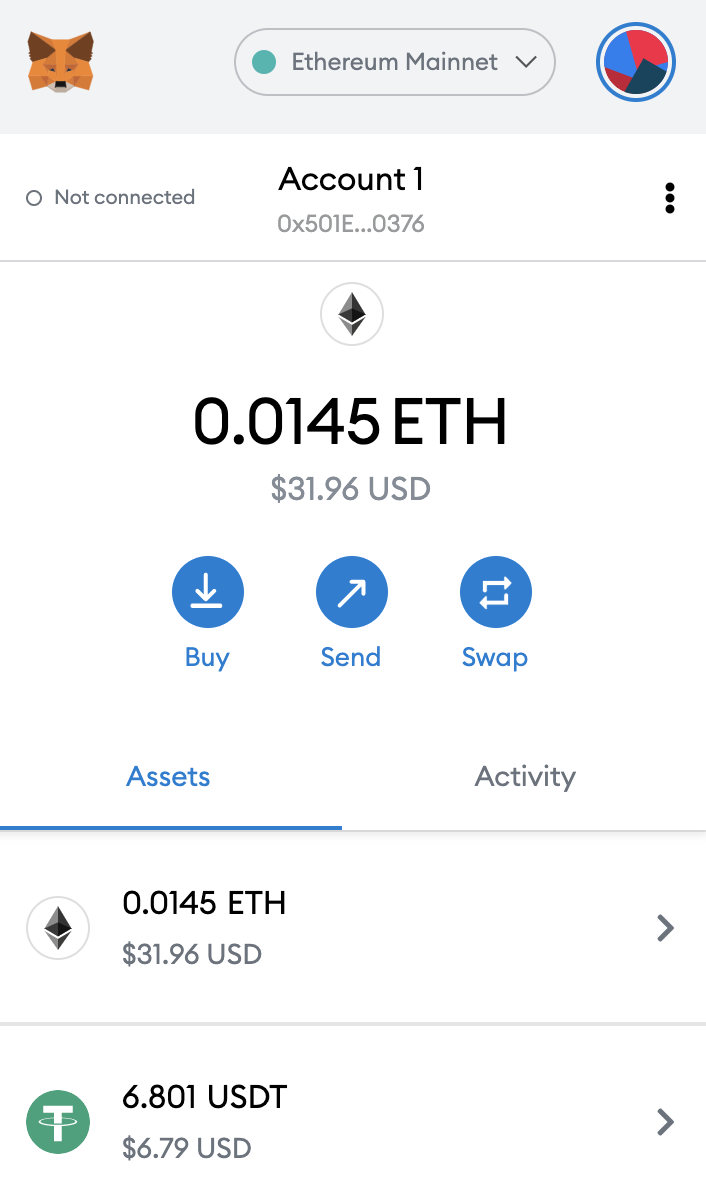 Ethereum Mainnet
Not connected
Account 1
0x501E...0376
0.0145 ETH
$31.96 USD
Buy
Send
Swap
Assets
Activity
0.0145 ETH
$31.96 USD
6.801 USDT
$6.79 USD